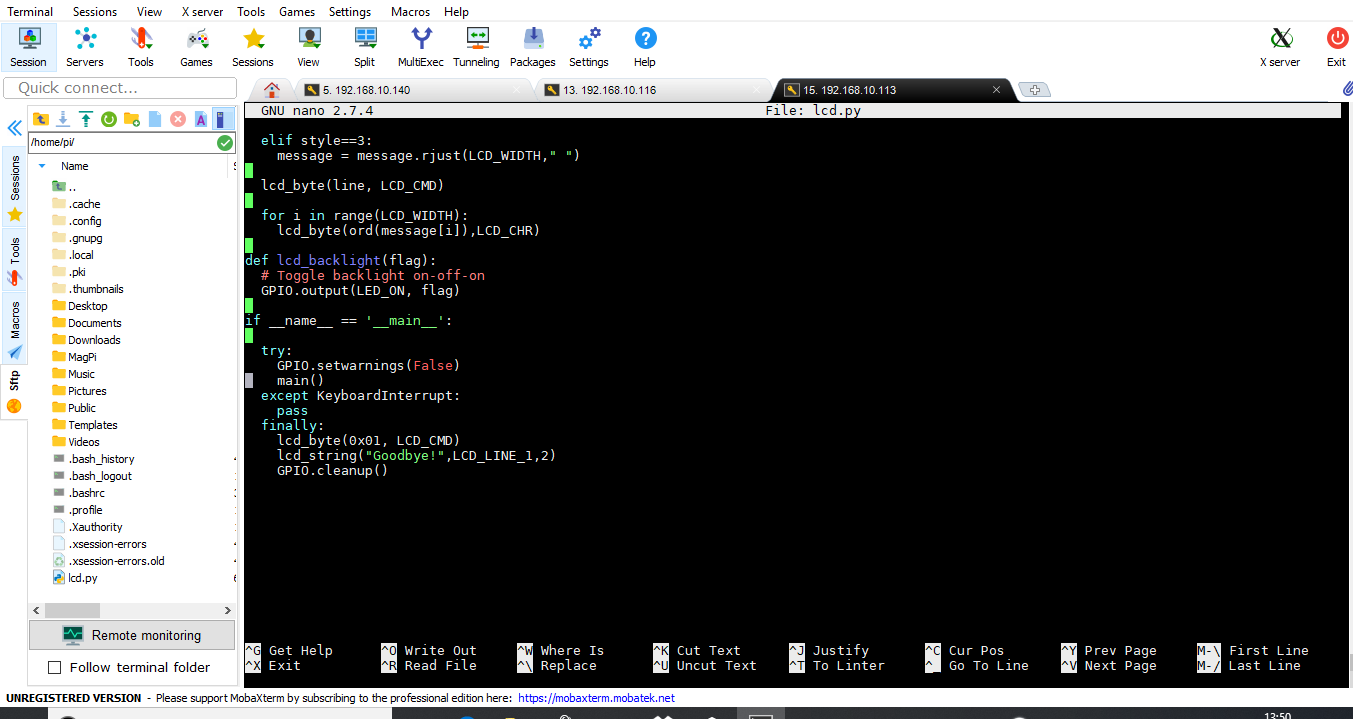 Terminal Sessions View X server Tools Games Settings Macros Help
Session Servers Tools Games Sessions View Split MultiExec Tunneling Packages Settings Help X server Exit
Quick connect...
5. 192.168.10.140
13. 192.168.10.116
15. 192.168.10.113
/home/pi/
Name
..
.cache
.config
.gnupg
.local
.pki
.thumbnails
Desktop
Documents
Downloads
MagPi
Music
Pictures
Public
Templates
Videos
.bash_history
.bash_logout
.bashrc
.profile
.Xauthority
.xsession-errors
.xsession-errors.old
lcd.py
Remote monitoring
Follow terminal folder
Sessions
Tools
Macros
Sftp
GNU nano 2.7.4 File: lcd.py
elif style==3:
message = message.rjust(LCD_WIDTH," ")
lcd_byte(line, LCD_CMD)
for i in range(LCD_WIDTH):
lcd_byte(ord(message[i]),LCD_CHR)
def lcd_backlight(flag):
# Toggle backlight on-off-on
GPIO.output(LED_ON, flag)
if __name__ == '__main__':
try:
GPIO.setwarnings(False)
main()
except KeyboardInterrupt:
pass
finally:
lcd_byte(0x01, LCD_CMD)
lcd_string("Goodbye!",LCD_LINE_1,2)
GPIO.cleanup()
^G Get Help ^O Write Out ^W Where Is ^K Cut Text ^J Justify ^C Cur Pos ^Y Prev Page M-\ First Line
^X Exit ^R Read File ^\ Replace ^U Uncut Text ^T To Linter ^_ Go To Line ^V Next Page M-/ Last Line
UNREGISTERED VERSION - Please support MobaXterm by subscribing to the professional edition here: https://mobaxterm.mobatek.net
13:50